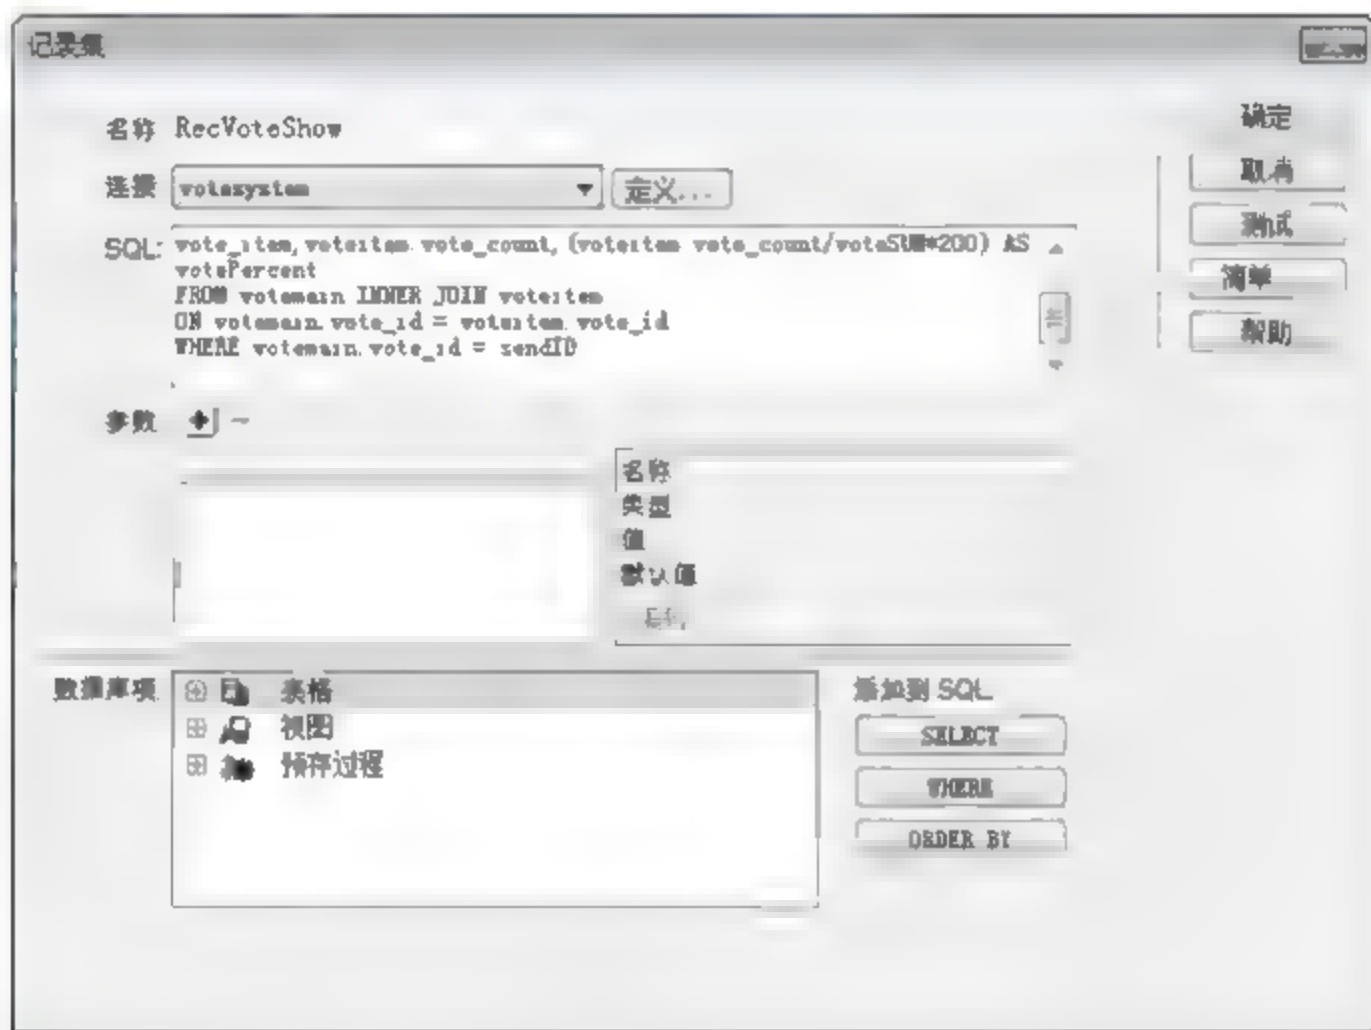 记录集
名称 RecVoteShow
确定
连接 votesystem 定义...
取消
SQL: vote_item,voteitem.vote_count,(voteitem.vote_count/voteSUM*200) AS
votePercent
FROM votemain INNER JOIN voteitem
ON votemain.vote_id = voteitem.vote_id
WHERE votemain.vote_id = sendID
测试
简单
帮助
参数 + -
名称
类型
值
默认值
数据库项
表格
视图
预存过程
添加到 SQL
SELECT
WHERE
ORDER BY